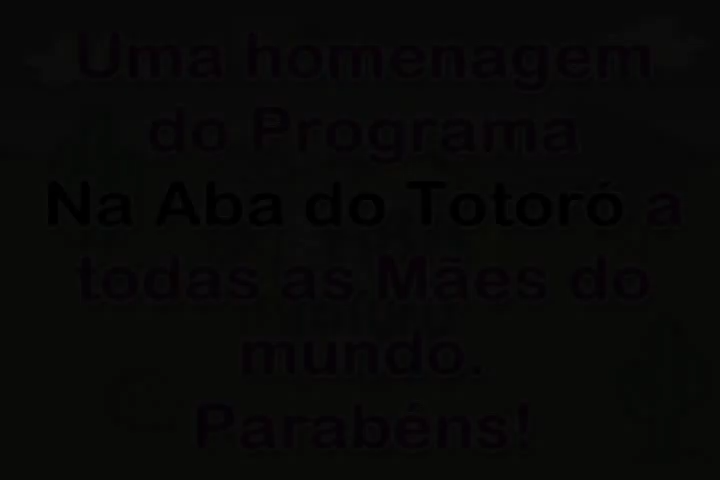 Uma homenagem
do Programa
Na Aba do Totoró a
todas as Mães do
mundo.
Parabéns!